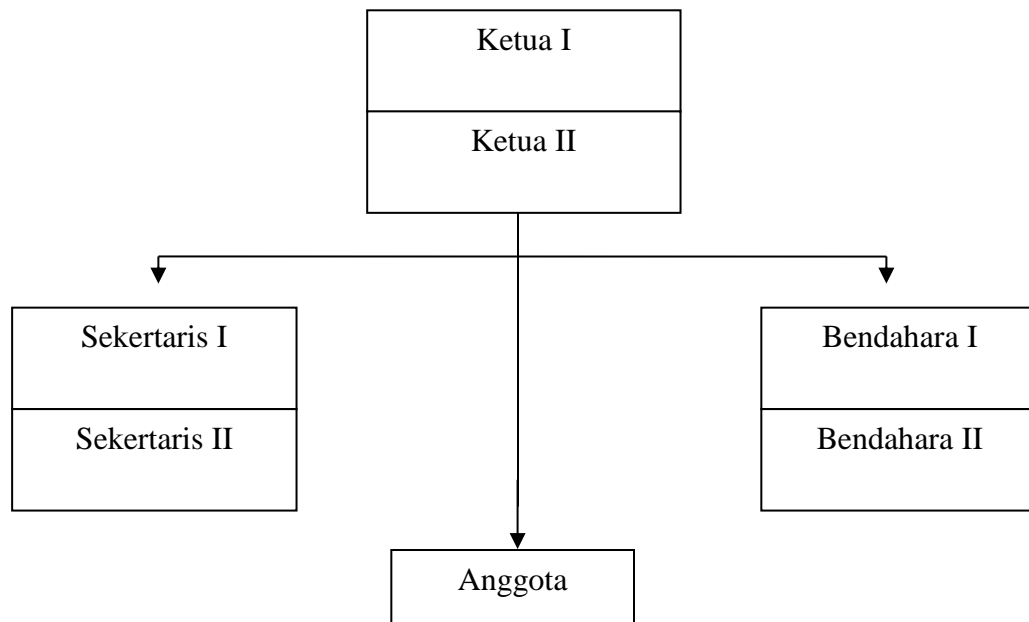 Ketua I
Ketua II
Sekertaris I
Sekertaris II
Bendahara I
Bendahara II
Anggota